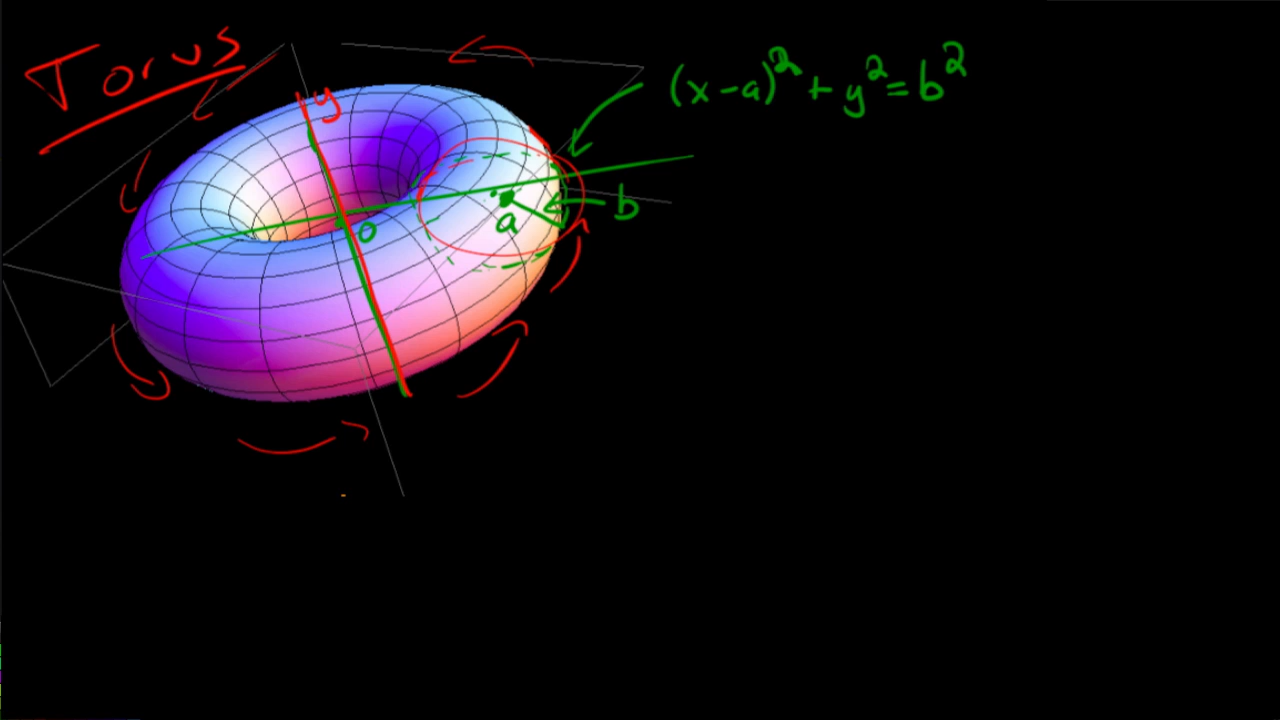 Torus
(x-a)² + y² = b²
y
b
a
o